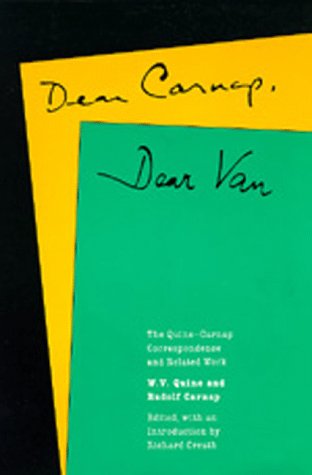 Dear Carnap,
Dear Van
The Quine–Carnap
Correspondence
and Related Work
W.V. Quine and
Rudolf Carnap
Edited, with an
Introduction by
Richard Creath